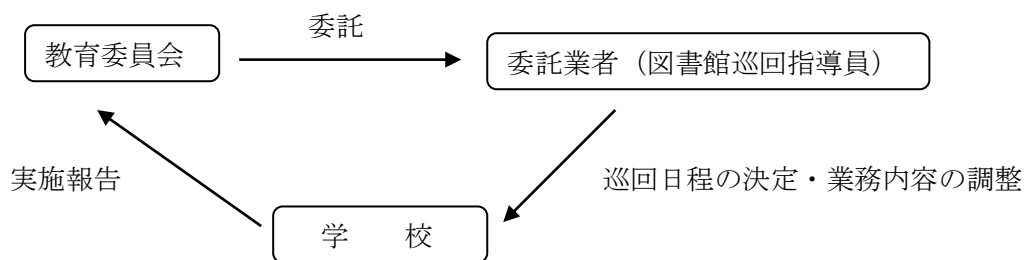 委託
教育委員会
委託業者（図書館巡回指導員）
実施報告
巡回日程の決定・業務内容の調整
学　　校